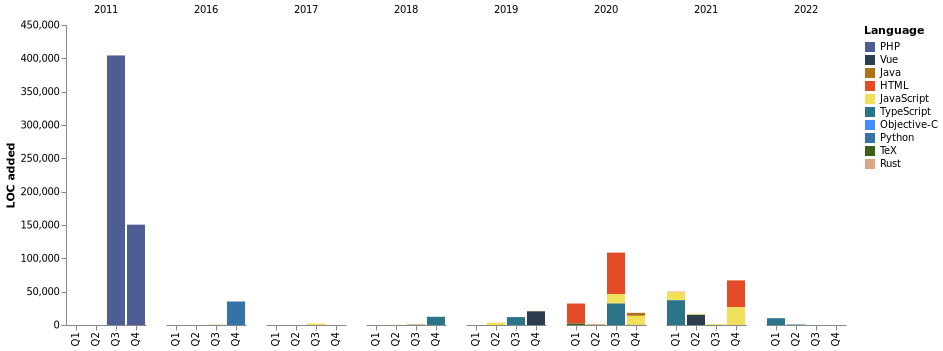 2011 2016 2017 2018 2019 2020 2021 2022
450,000
400,000
350,000
300,000
250,000
200,000
150,000
100,000
50,000
0
LOC added
Q1 Q2 Q3 Q4 Q1 Q2 Q3 Q4 Q1 Q2 Q3 Q4 Q1 Q2 Q3 Q4 Q1 Q2 Q3 Q4 Q1 Q2 Q3 Q4 Q1 Q2 Q3 Q4 Q1 Q2 Q3 Q4
Language
PHP
Vue
Java
HTML
JavaScript
TypeScript
Objective-C
Python
TeX
Rust